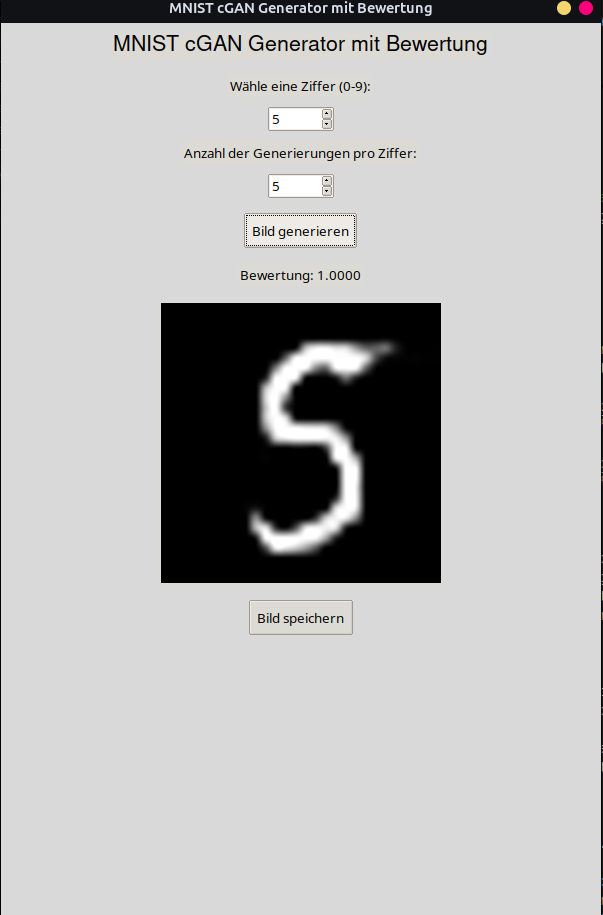 MNIST cGAN Generator mit Bewertung
MNIST cGAN Generator mit Bewertung
Wähle eine Ziffer (0-9):
5
Anzahl der Generierungen pro Ziffer:
5
Bild generieren
Bewertung: 1.0000
5
Bild speichern